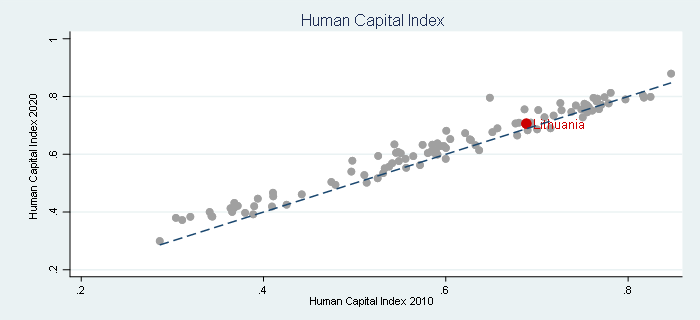 Human Capital Index
Human Capital Index 2020
1
.8
.6
.4
.2
Lithuania
.2
.4
.6
.8
Human Capital Index 2010